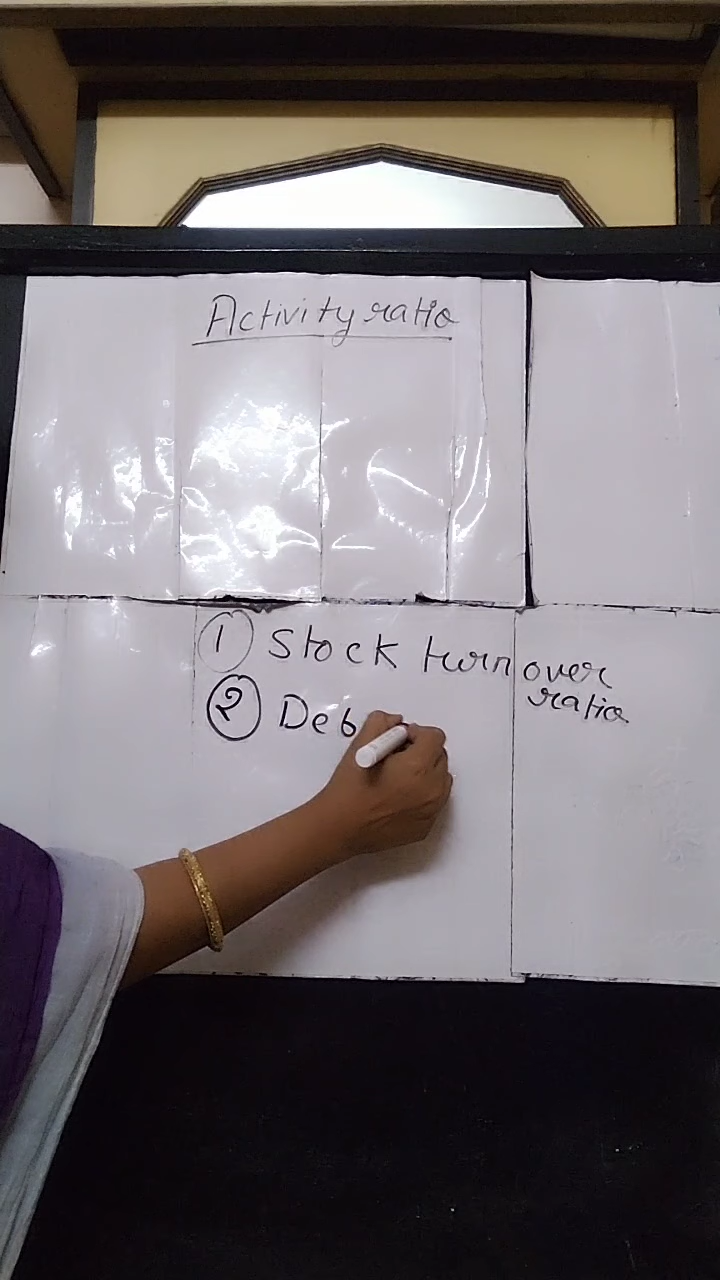 Activity ratio
① Stock turnover
ratio
② Deb